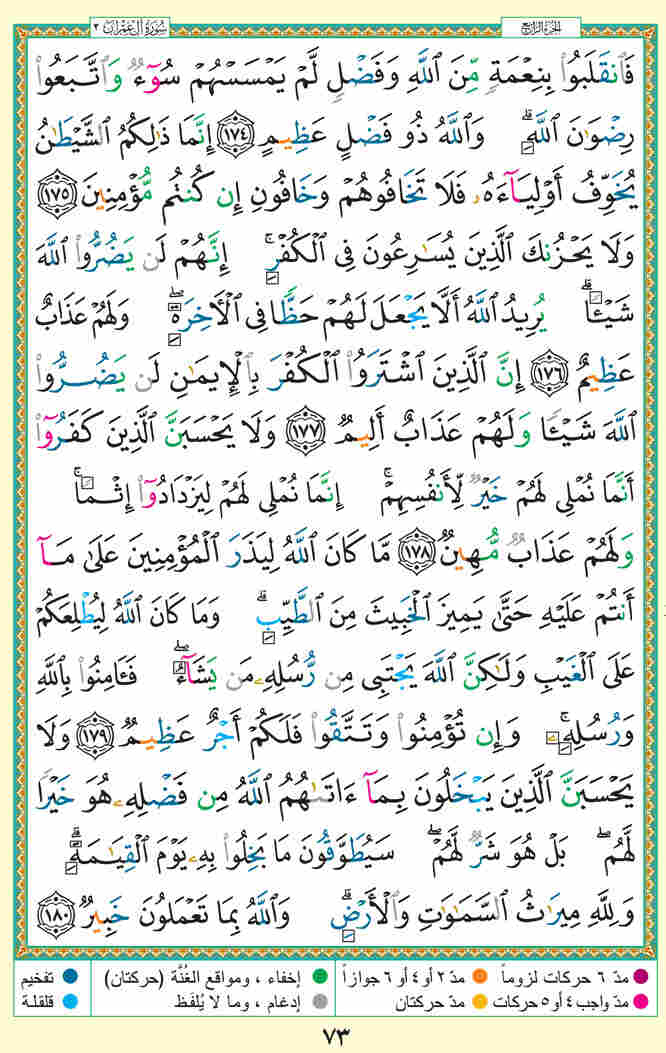 الجزء الرابع
سورة آل عمران ٣
فَٱنقَلَبُوا۟ بِنِعْمَةٍ مِّنَ ٱللَّهِ وَفَضْلٍ لَّمْ يَمْسَسْهُمْ سُوٓءٌ وَٱتَّبَعُوا۟
رِضْوَٰنَ ٱللَّهِ ۗ وَٱللَّهُ ذُو فَضْلٍ عَظِيمٍ ١٧٤ إِنَّمَا ذَٰلِكُمُ ٱلشَّيْطَٰنُ
يُخَوِّفُ أَوْلِيَآءَهُۥ فَلَا تَخَافُوهُمْ وَخَافُونِ إِن كُنتُم مُّؤْمِنِينَ ١٧٥
وَلَا يَحْزُنكَ ٱلَّذِينَ يُسَٰرِعُونَ فِى ٱلْكُفْرِ ۚ إِنَّهُمْ لَن يَضُرُّوا۟ ٱللَّهَ
شَيْـًٔا ۗ يُرِيدُ ٱللَّهُ أَلَّا يَجْعَلَ لَهُمْ حَظًّا فِى ٱلْأَخِرَةِ ۖ وَلَهُمْ عَذَابٌ
عَظِيمٌ ١٧٦ إِنَّ ٱلَّذِينَ ٱشْتَرَوُا۟ ٱلْكُفْرَ بِٱلْإِيمَٰنِ لَن يَضُرُّوا۟
ٱللَّهَ شَيْـًٔا وَلَهُمْ عَذَابٌ أَلِيمٌ ١٧٧ وَلَا يَحْسَبَنَّ ٱلَّذِينَ كَفَرُوٓا۟
أَنَّمَا نُمْلِى لَهُمْ خَيْرٌ لِّأَنفُسِهِمْ ۚ إِنَّمَا نُمْلِى لَهُمْ لِيَزْدَادُوٓا۟ إِثْمًا ۚ
وَلَهُمْ عَذَابٌ مُّهِينٌ ١٧٨ مَّا كَانَ ٱللَّهُ لِيَذَرَ ٱلْمُؤْمِنِينَ عَلَىٰ مَآ
أَنتُمْ عَلَيْهِ حَتَّىٰ يَمِيزَ ٱلْخَبِيثَ مِنَ ٱلطَّيِّبِ ۗ وَمَا كَانَ ٱللَّهُ لِيُطْلِعَكُمْ
عَلَى ٱلْغَيْبِ وَلَٰكِنَّ ٱللَّهَ يَجْتَبِى مِن رُّسُلِهِۦ مَن يَشَآءُ ۖ فَـَٔامِنُوا۟ بِٱللَّهِ
وَرُسُلِهِۦ ۚ وَإِن تُؤْمِنُوا۟ وَتَتَّقُوا۟ فَلَكُمْ أَجْرٌ عَظِيمٌ ١٧٩ وَلَا
يَحْسَبَنَّ ٱلَّذِينَ يَبْخَلُونَ بِمَآ ءَاتَىٰهُمُ ٱللَّهُ مِن فَضْلِهِۦ هُوَ خَيْرًا
لَّهُم ۖ بَلْ هُوَ شَرٌّ لَّهُمْ ۖ سَيُطَوَّقُونَ مَا بَخِلُوا۟ بِهِۦ يَوْمَ ٱلْقِيَٰمَةِ ۗ
وَلِلَّهِ مِيرَٰثُ ٱلسَّمَٰوَٰتِ وَٱلْأَرْضِ ۗ وَٱللَّهُ بِمَا تَعْمَلُونَ خَبِيرٌ ١٨٠
مدّ ٦ حركات لزوماً مدّ ٢ أو ٤ أو ٦ جوازاً إخفاء ، ومواقع الغُنَّة (حركتان) تفخيم
مدّ واجب ٤ أو ٥ حركات مدّ حركتان إدغام ، وما لا يُلفَظ قلقلة
٧٣